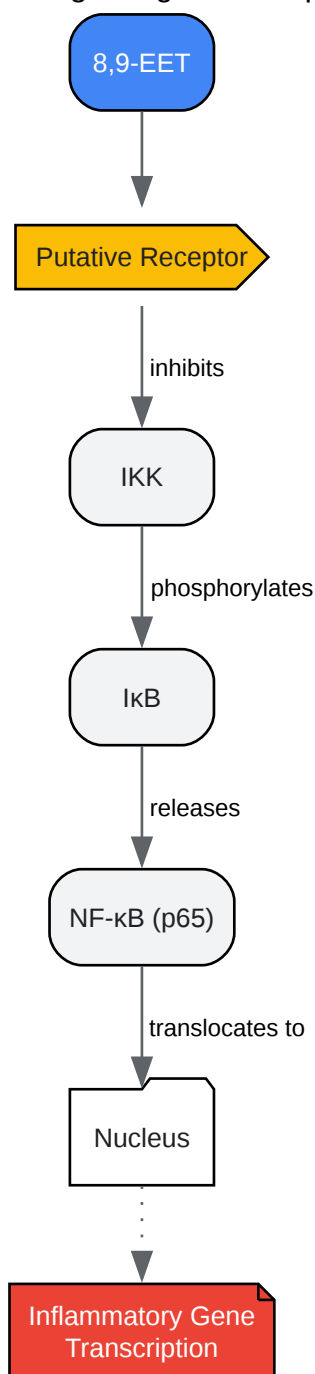 8,9-EET
Putative Receptor
inhibits
IKK
phosphorylates
IκB
releases
NF-κB (p65)
translocates to
Nucleus
Inflammatory Gene
Transcription